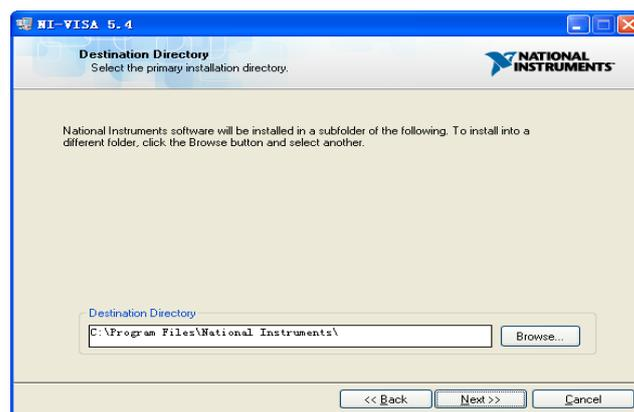 NI-VISA 5.4
Destination Directory
Select the primary installation directory.
NATIONAL
INSTRUMENTS™
National Instruments software will be installed in a subfolder of the following. To install into a
different folder, click the Browse button and select another.
Destination Directory
C:\Program Files\National Instruments\
Browse...
<< Back
Next >>
Cancel